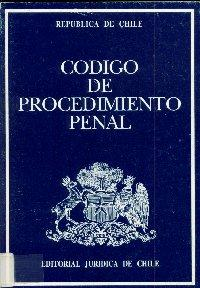 REPUBLICA DE CHILE
CODIGO
DE
PROCEDIMIENTO
PENAL
EDITORIAL JURIDICA DE CHILE